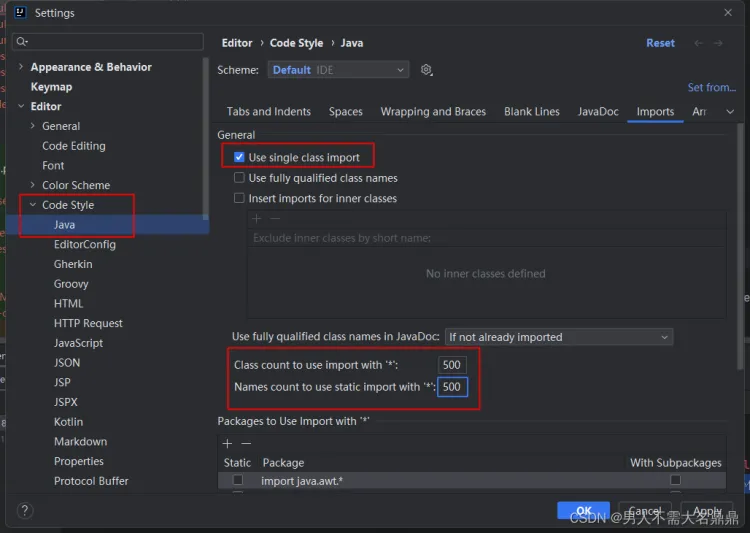 Settings
Appearance & Behavior
Keymap
Editor
General
Code Editing
Font
Color Scheme
Code Style
Java
EditorConfig
Gherkin
Groovy
HTML
HTTP Request
JavaScript
JSON
JSP
JSPX
Kotlin
Markdown
Properties
Protocol Buffer
Editor › Code Style › Java
Reset
Scheme: Default IDE
Set from...
Tabs and Indents Spaces Wrapping and Braces Blank Lines JavaDoc Imports Arr
General
Use single class import
Use fully qualified class names
Insert imports for inner classes
Exclude inner classes by short name:
No inner classes defined
Use fully qualified class names in JavaDoc: If not already imported
Class count to use import with '*': 500
Names count to use static import with '*': 500
Packages to Use Import with '*'
Static Package With Subpackages
import java.awt.*
? OK Cancel Apply
CSDN @男人不需大名鼎鼎